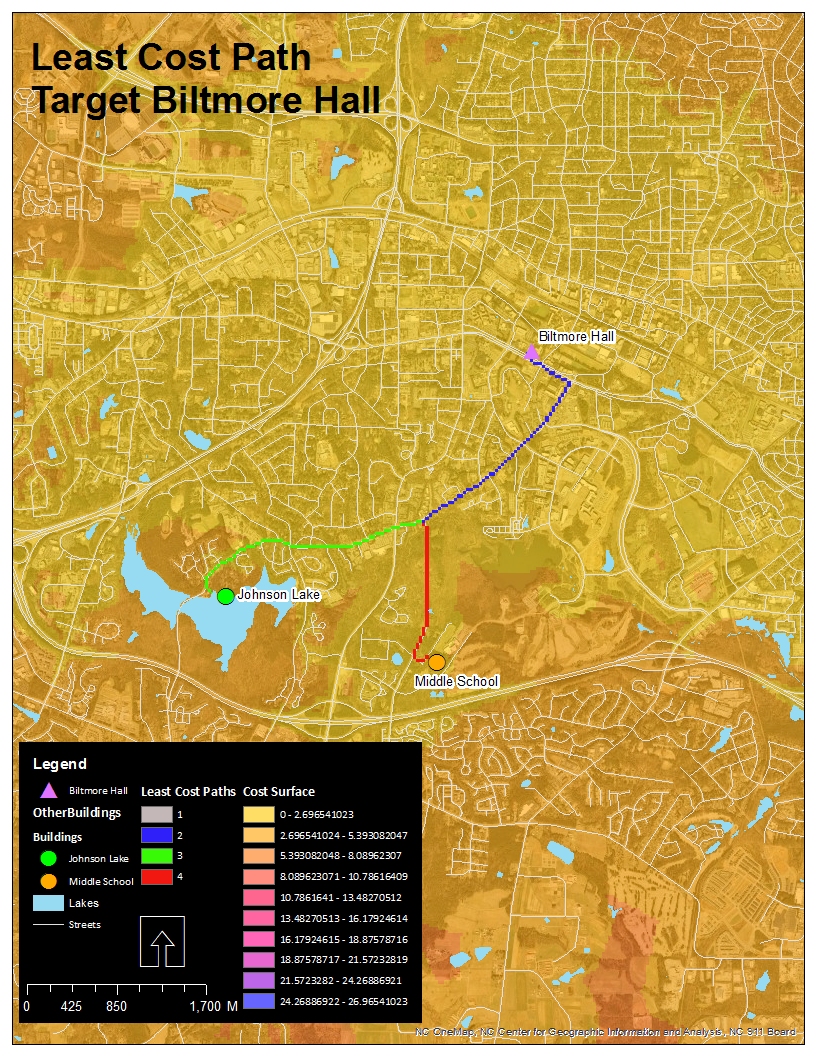 Least Cost Path
Target Biltmore Hall
Biltmore Hall
Johnson Lake
Middle School
Legend
Biltmore Hall
OtherBuildings
Buildings
Johnson Lake
Middle School
Lakes
Streets
Least Cost Paths
1
2
3
4
Cost Surface
0 - 2.696541023
2.696541024 - 5.393082047
5.393082048 - 8.08962307
8.089623071 - 10.78616409
10.7861641 - 13.48270512
13.48270513 - 16.17924614
16.17924615 - 18.87578716
18.87578717 - 21.57232819
21.5723282 - 24.26886921
24.26886922 - 26.96541023
0 425 850 1,700 M
NC OneMap, NC Center for Geographic Information and Analysis, NC 911 Board